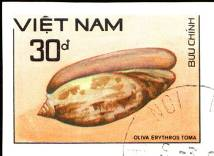 VIỆT NAM
30đ
BƯU CHÍNH
OLIVA ERYTHROS TOMA